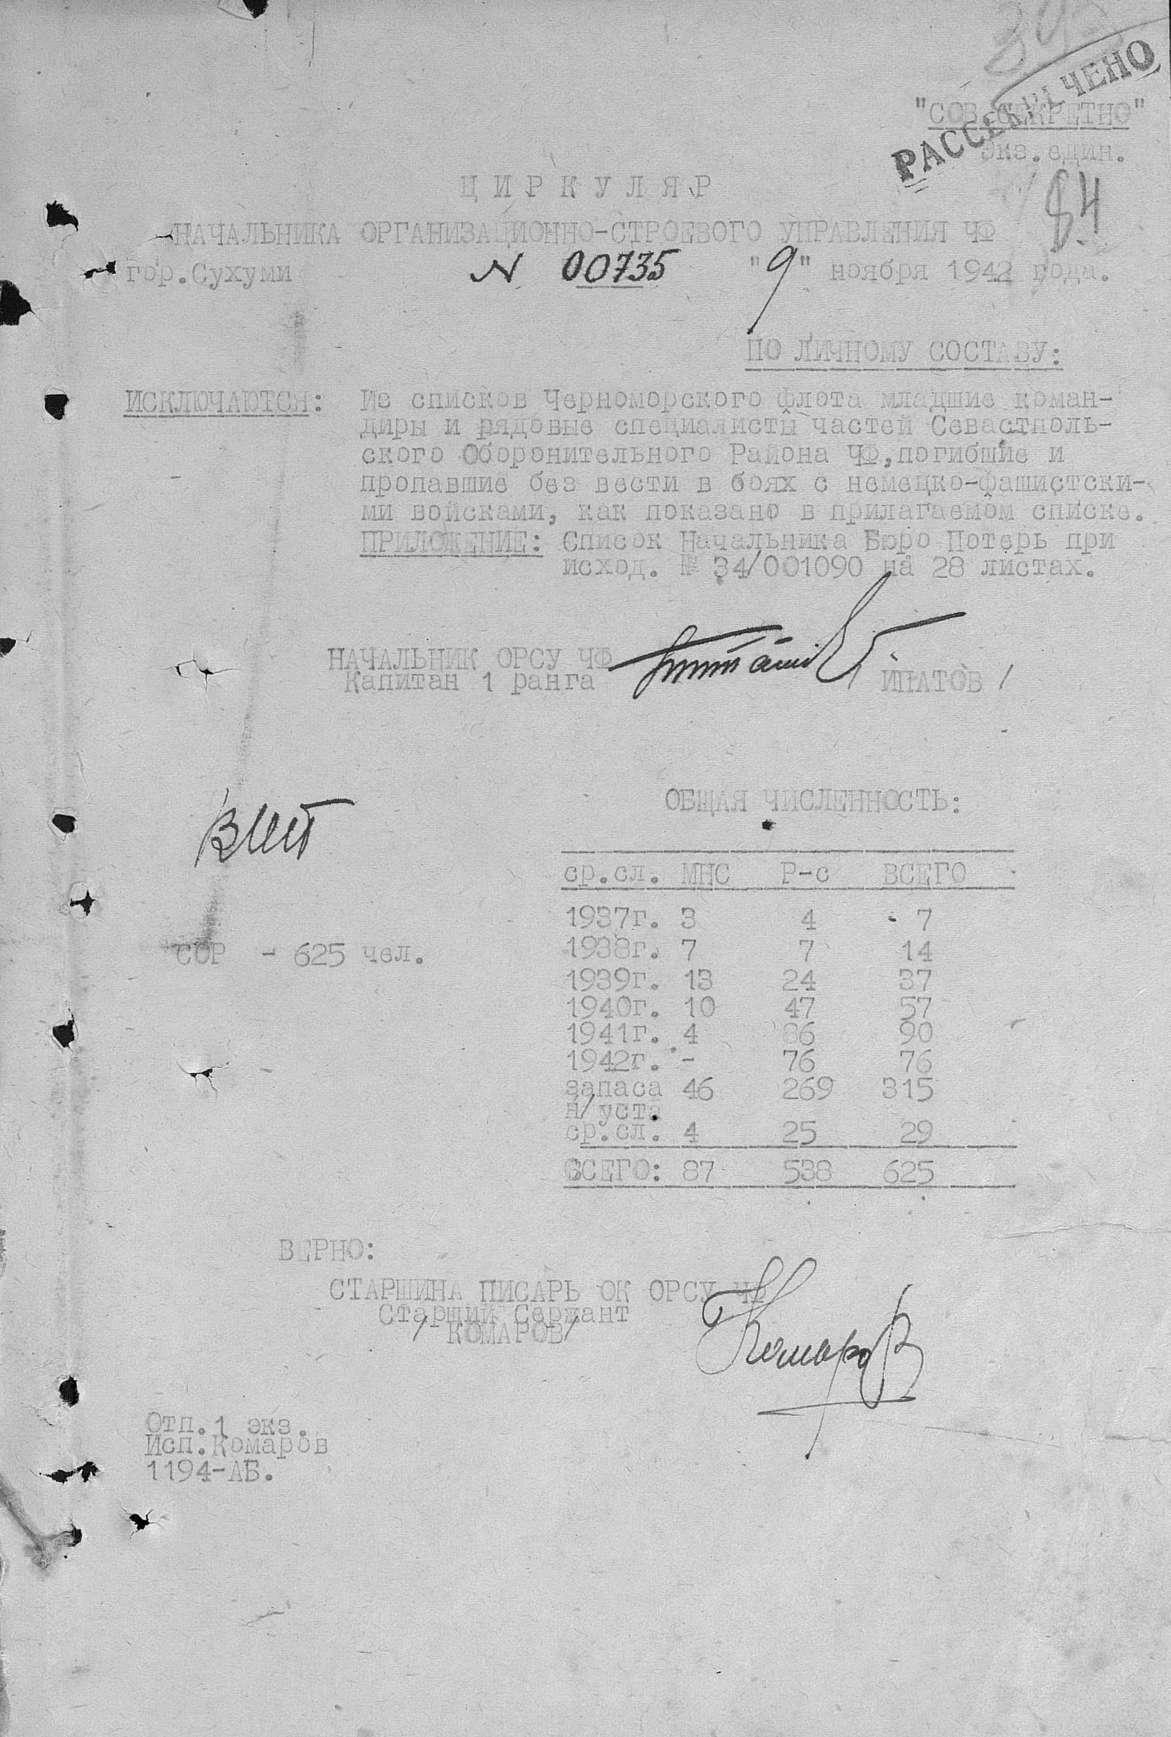 РАССЕКРЕЧЕНО
"СОВ.СЕКРЕТНО"
Экз.един.
84
ЦИРКУЛЯР
НАЧАЛЬНИКА ОРГАНИЗАЦИОННО-СТРОЕВОГО УПРАВЛЕНИЯ ЧФ
гор.Сухуми N 00735 "9" ноября 1942 года.
ПО ЛИЧНОМУ СОСТАВУ:
ИСКЛЮЧАЮТСЯ: Из списков Черноморского флота младшие коман-
диры и рядовые специалисты частей Севастполь-
ского Оборонительного Района ЧФ,погибшие и
пропавшие без вести в боях с немецко-фашистски-
ми войсками, как показано в прилагаемом списке.
ПРИЛОЖЕНИЕ: Список Начальника Бюро Потерь при
исход. № 34/001090 на 28 листах.
НАЧАЛЬНИК ОРСУ ЧФ
Капитан 1 ранга ИПАТОВ /
ОБЩАЯ ЧИСЛЕННОСТЬ:
ср.сл. МНС Р-с ВСЕГО
1937г. 3 4 7
1938г. 7 7 14
СОР - 625 чел.
1939г. 13 24 37
1940г. 10 47 57
1941г. 4 86 90
1942г. - 76 76
запаса 46 269 315
н/уста
ср.сл. 4 25 29
ВСЕГО: 87 538 625
ВЕРНО:
СТАРШИНА ПИСАРЬ ОК ОРСУ ЧФ
Старший Сержант
/ КОМАРОВ/
Комаров
Отп.1 экз.
Исп.Комаров
1194-АБ.